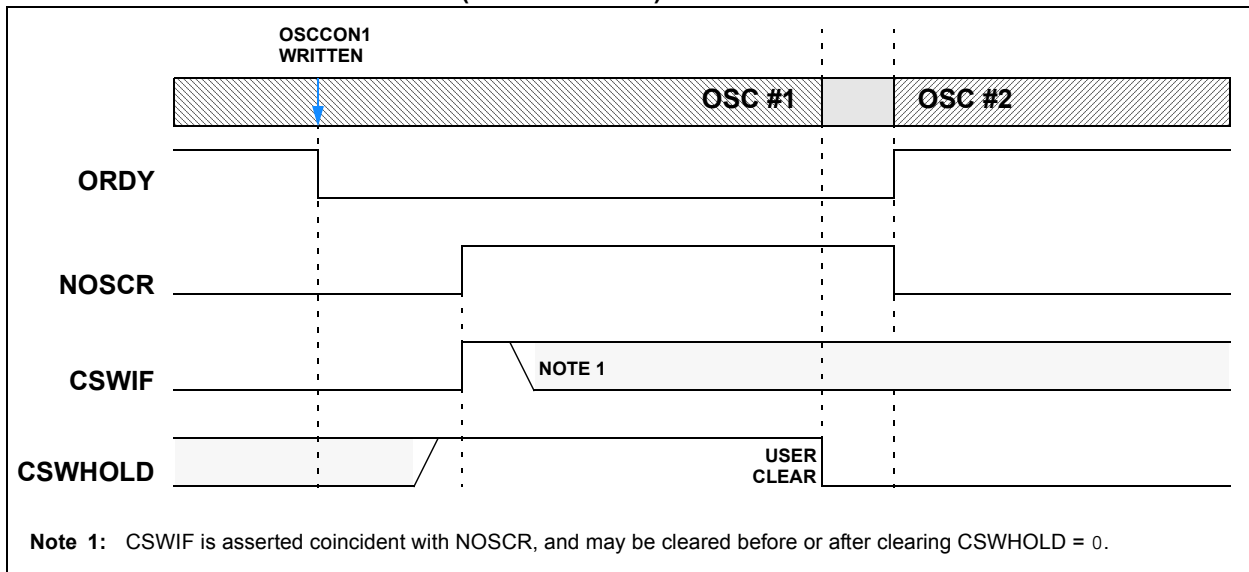 OSCCON1
WRITTEN
OSC #1
OSC #2
ORDY
NOSCR
CSWIF
NOTE 1
CSWHOLD
USER
CLEAR
Note 1: CSWIF is asserted coincident with NOSCR, and may be cleared before or after clearing CSWHOLD = 0.